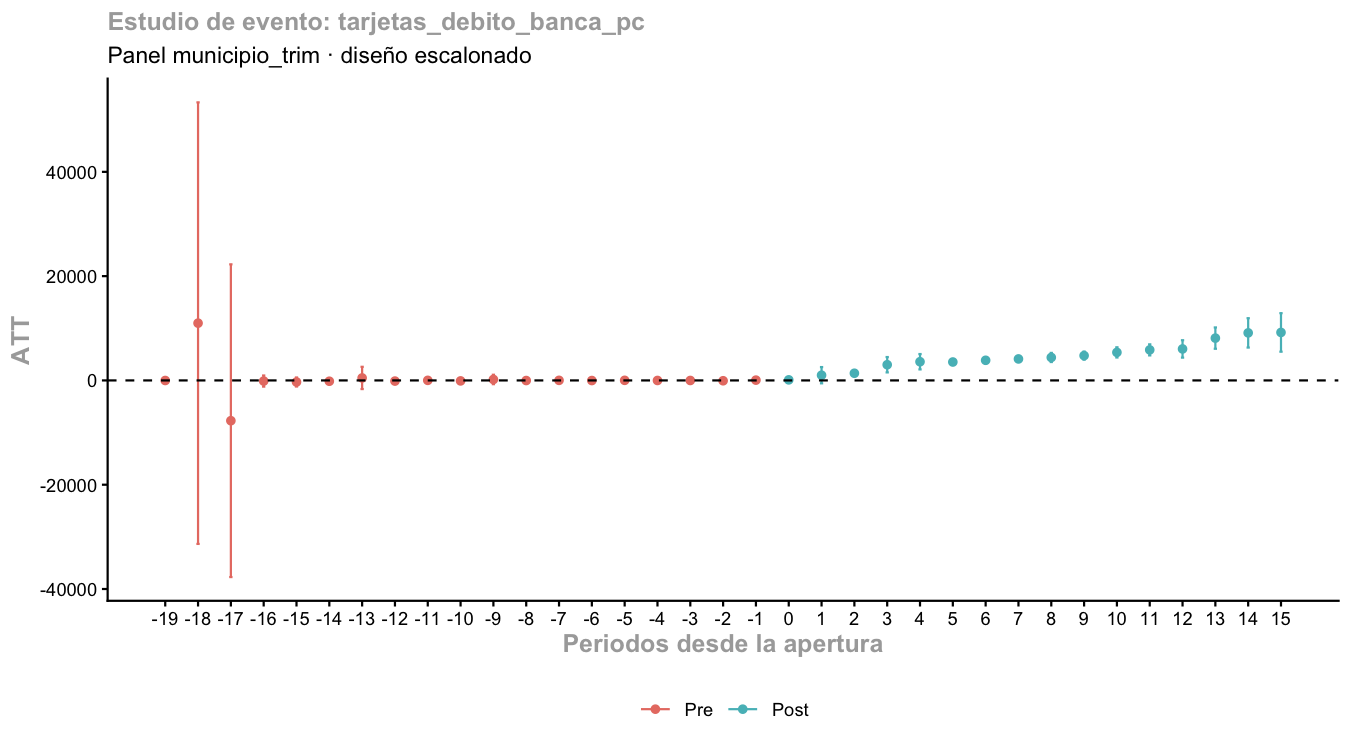 Estudio de evento: tarjetas_debito_banca_pc
Panel municipio_trim · diseño escalonado
ATT
40000
20000
0
-20000
-40000
-19 -18 -17 -16 -15 -14 -13 -12 -11 -10 -9 -8 -7 -6 -5 -4 -3 -2 -1 0 1 2 3 4 5 6 7 8 9 10 11 12 13 14 15
Periodos desde la apertura
Pre Post